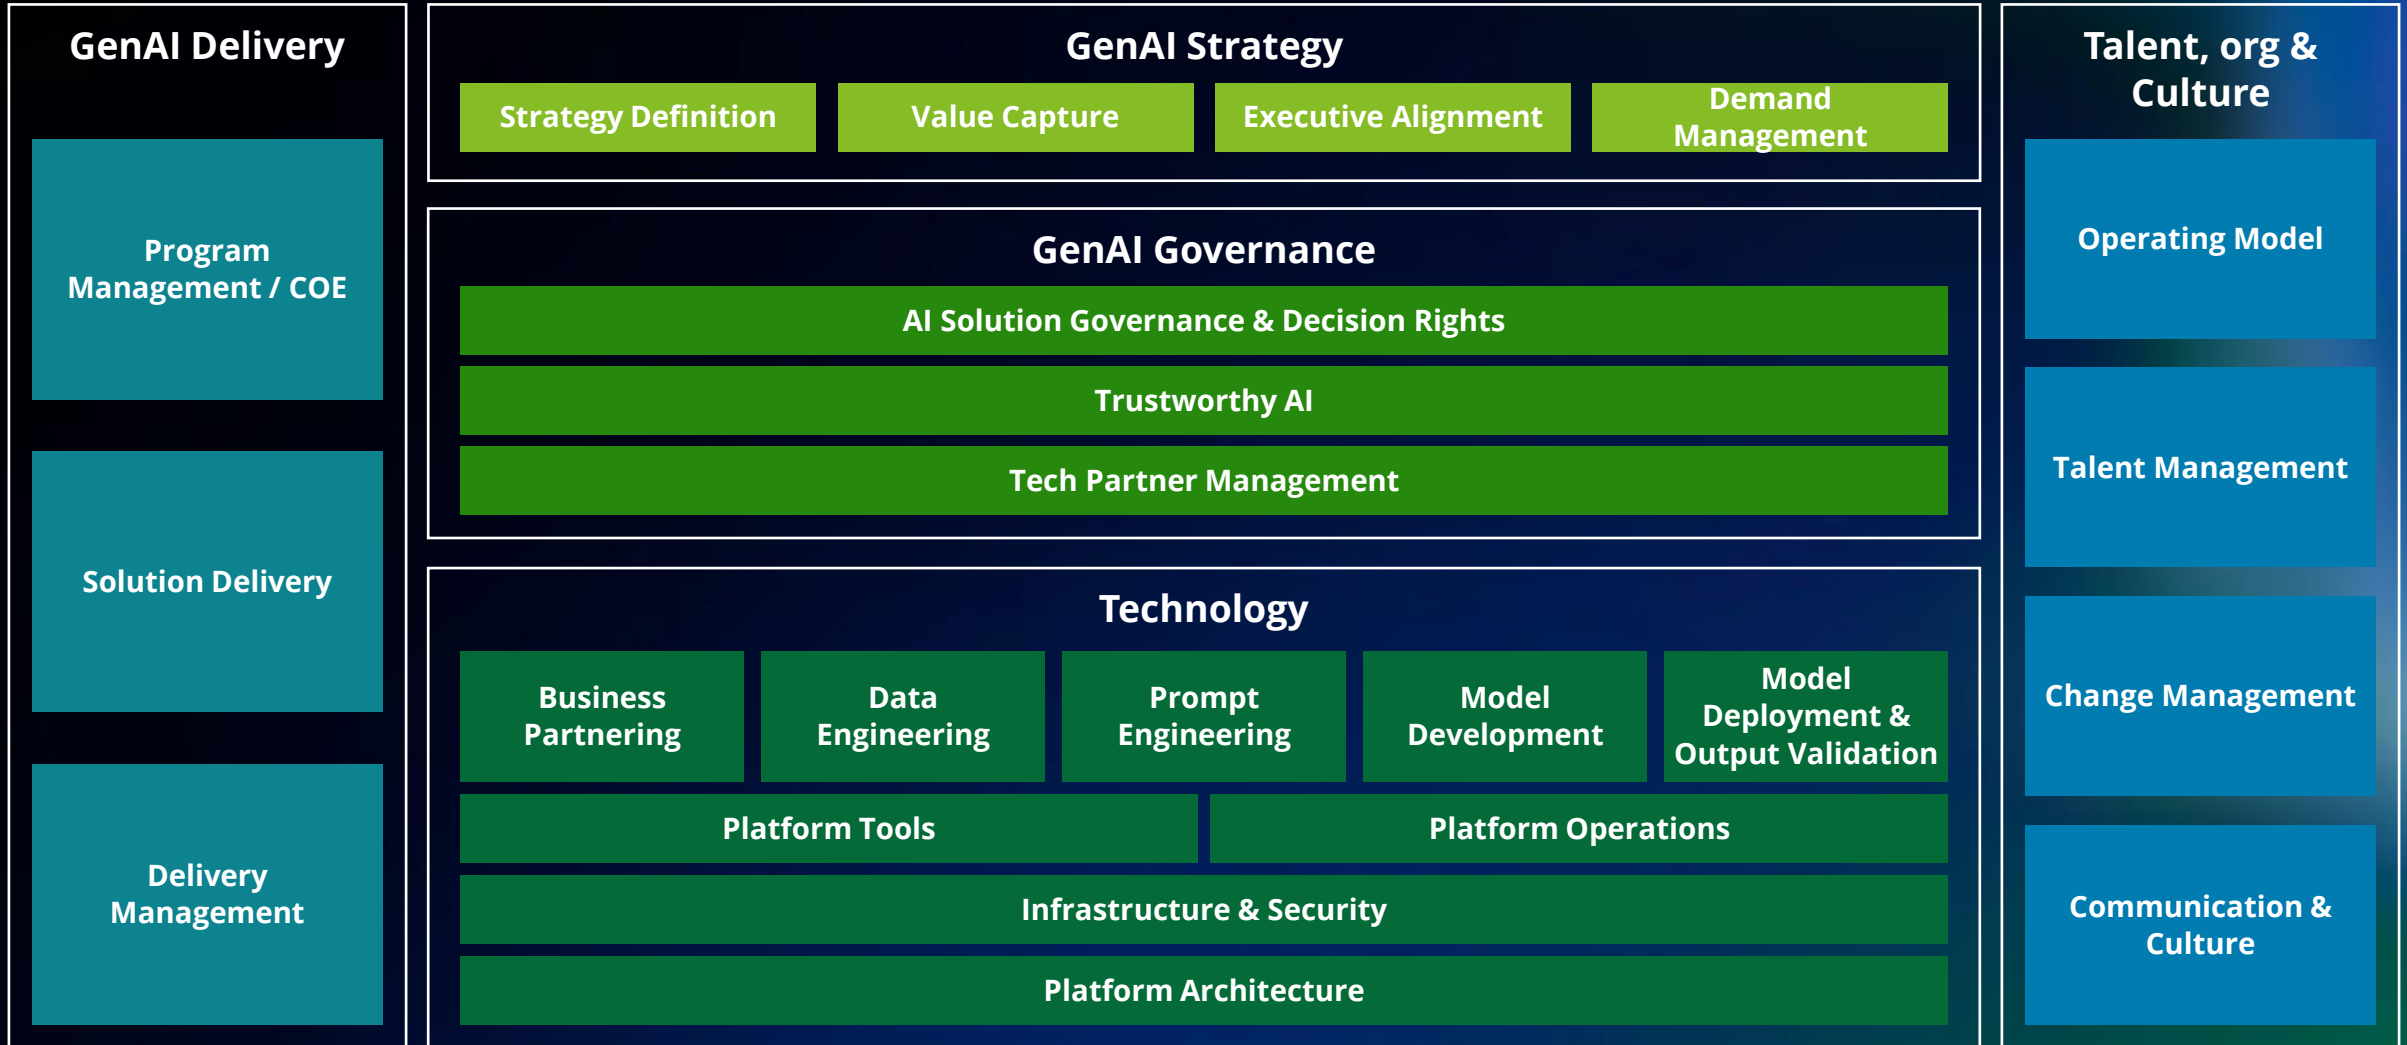 GenAI Delivery
Program
Management / COE
Solution Delivery
Delivery
Management
GenAI Strategy
Strategy Definition
Value Capture
Executive Alignment
Demand
Management
GenAI Governance
AI Solution Governance & Decision Rights
Trustworthy AI
Tech Partner Management
Technology
Business
Partnering
Data
Engineering
Prompt
Engineering
Model
Development
Model
Deployment &
Output Validation
Platform Tools
Platform Operations
Infrastructure & Security
Platform Architecture
Talent, org &
Culture
Operating Model
Talent Management
Change Management
Communication &
Culture